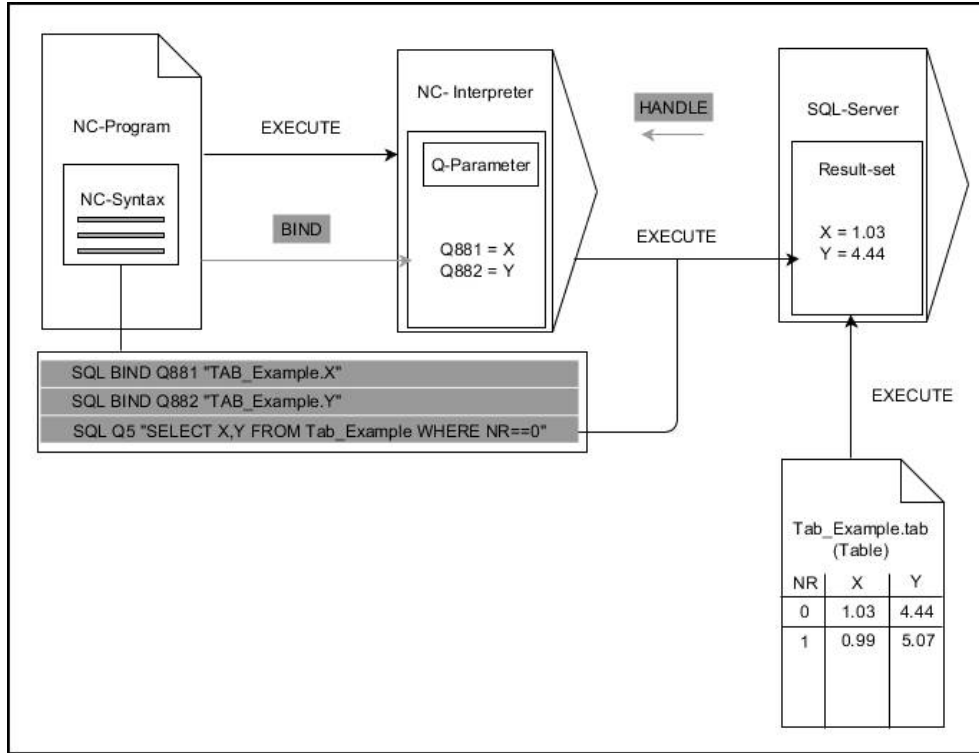 NC-Program
NC-Syntax
EXECUTE
BIND
NC- Interpreter
Q-Parameter
Q881 = X
Q882 = Y
HANDLE
EXECUTE
SQL-Server
Result-set
X = 1.03
Y = 4.44
SQL BIND Q881 "TAB_Example.X"
SQL BIND Q882 "TAB_Example.Y"
SQL Q5 "SELECT X,Y FROM Tab_Example WHERE NR==0"
EXECUTE
Tab_Example.tab
(Table)
NR X Y
0 1.03 4.44
1 0.99 5.07